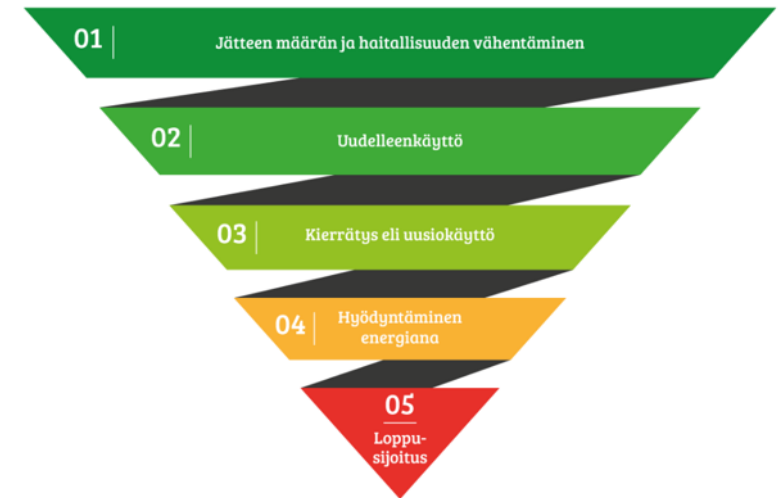 01
Jätteen määrän ja haitallisuuden vähentäminen
02
Uudelleenkäyttö
03
Kierrätys eli uusiokäyttö
04
Hyödyntäminen
energiana
05
Loppu-
sijoitus